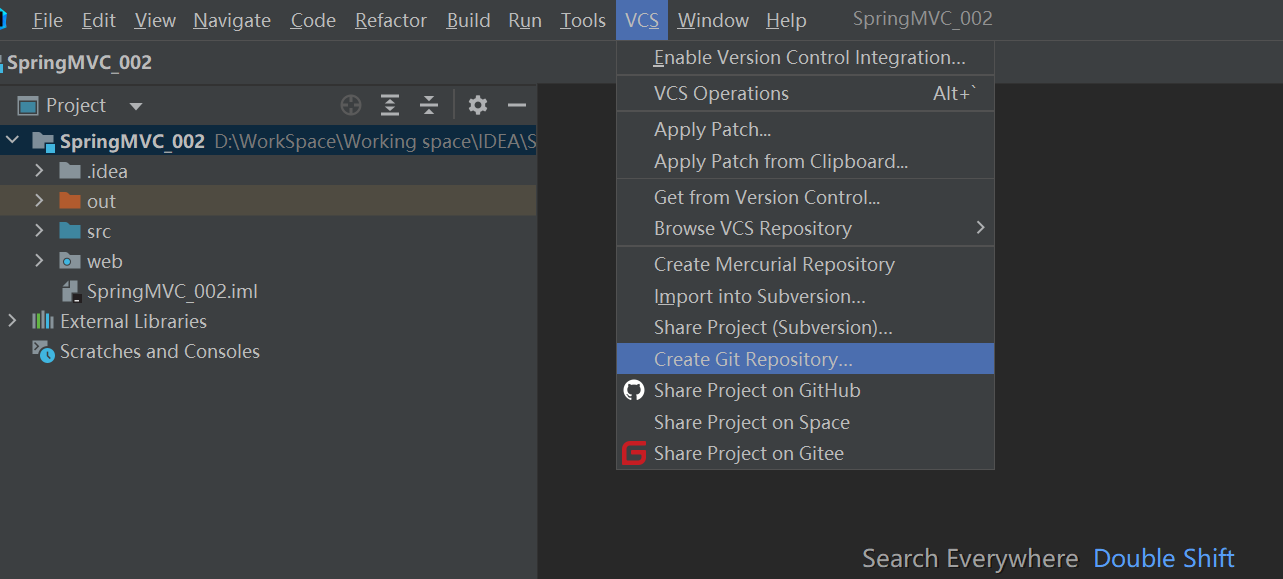 File Edit View Navigate Code Refactor Build Run Tools VCS Window Help SpringMVC_002
SpringMVC_002
Project
SpringMVC_002 D:\WorkSpace\Working space\IDEA\S
.idea
out
src
web
SpringMVC_002.iml
External Libraries
Scratches and Consoles
Enable Version Control Integration...
VCS Operations Alt+`
Apply Patch...
Apply Patch from Clipboard...
Get from Version Control...
Browse VCS Repository
Create Mercurial Repository
Import into Subversion...
Share Project (Subversion)...
Create Git Repository...
Share Project on GitHub
Share Project on Space
Share Project on Gitee
Search Everywhere Double Shift